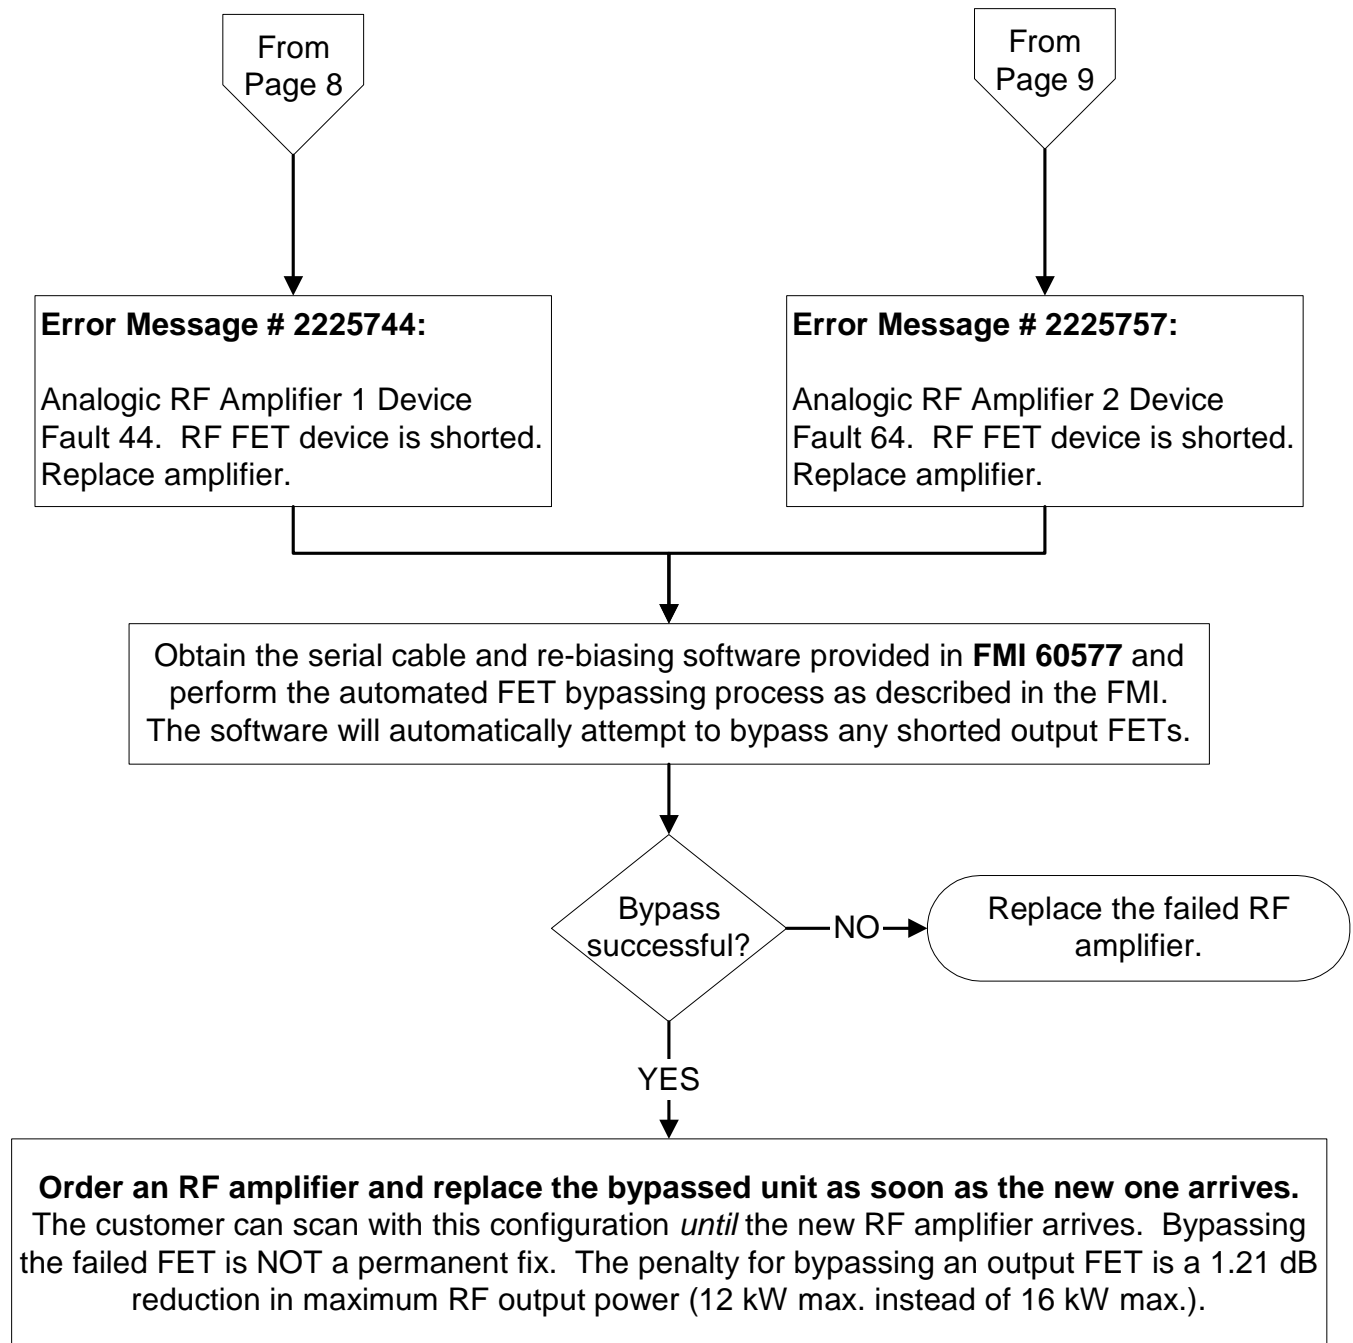 From
Page 8
From
Page 9
Error Message # 2225744:
Analogic RF Amplifier 1 Device
Fault 44.  RF FET device is shorted.
Replace amplifier.
Error Message # 2225757:
Analogic RF Amplifier 2 Device
Fault 64.  RF FET device is shorted.
Replace amplifier.
Obtain the serial cable and re-biasing software provided in FMI 60577 and
perform the automated FET bypassing process as described in the FMI.
The software will automatically attempt to bypass any shorted output FETs.
Bypass
successful?
NO
Replace the failed RF
amplifier.
YES
Order an RF amplifier and replace the bypassed unit as soon as the new one arrives.
The customer can scan with this configuration until the new RF amplifier arrives.  Bypassing
the failed FET is NOT a permanent fix.  The penalty for bypassing an output FET is a 1.21 dB
reduction in maximum RF output power (12 kW max. instead of 16 kW max.).